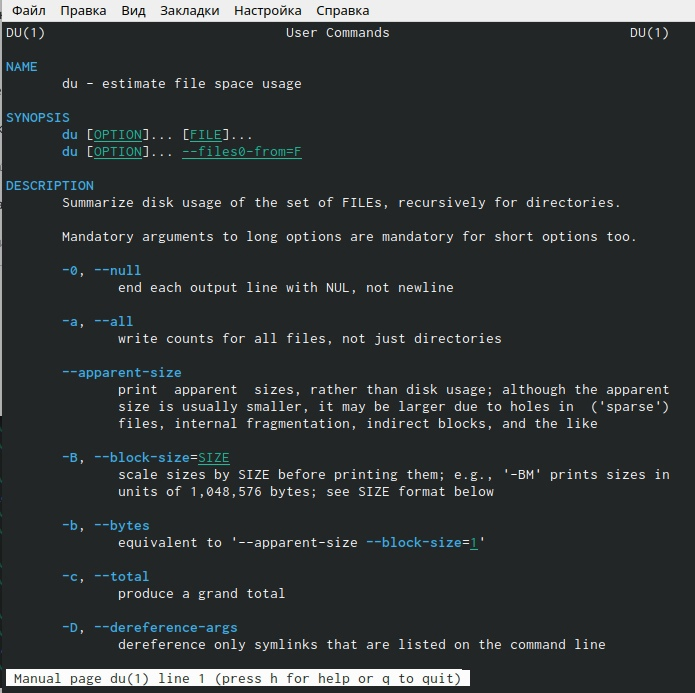 Файл Правка Вид Закладки Настройка Справка
DU(1) User Commands DU(1)
NAME
du - estimate file space usage
SYNOPSIS
du [OPTION]... [FILE]...
du [OPTION]... --files0-from=F
DESCRIPTION
Summarize disk usage of the set of FILEs, recursively for directories.
Mandatory arguments to long options are mandatory for short options too.
-0, --null
end each output line with NUL, not newline
-a, --all
write counts for all files, not just directories
--apparent-size
print apparent sizes, rather than disk usage; although the apparent
size is usually smaller, it may be larger due to holes in ('sparse')
files, internal fragmentation, indirect blocks, and the like
-B, --block-size=SIZE
scale sizes by SIZE before printing them; e.g., '-BM' prints sizes in
units of 1,048,576 bytes; see SIZE format below
-b, --bytes
equivalent to '--apparent-size --block-size=1'
-c, --total
produce a grand total
-D, --dereference-args
dereference only symlinks that are listed on the command line
Manual page du(1) line 1 (press h for help or q to quit)